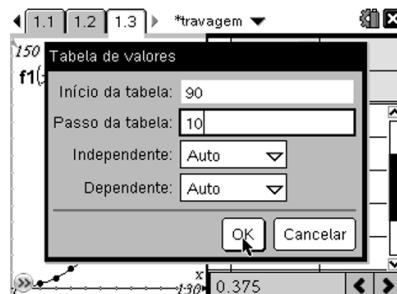 1.1 1.2 1.3 *travagem
150
Tabela de valores
f1(
Início da tabela: 90
Passo da tabela: 10
Independente: Auto
Dependente: Auto
OK Cancelar
x
130
0.375